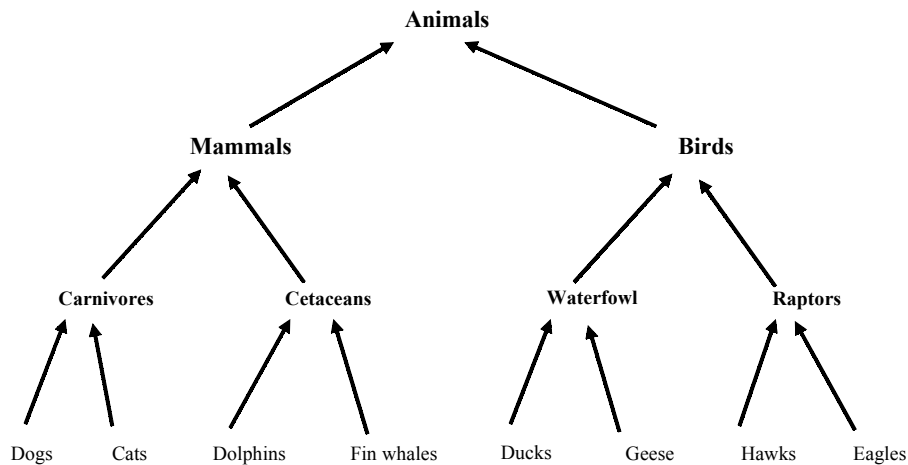 Animals
Mammals Birds
Carnivores Cetaceans Waterfowl Raptors
Dogs Cats Dolphins Fin whales Ducks Geese Hawks Eagles